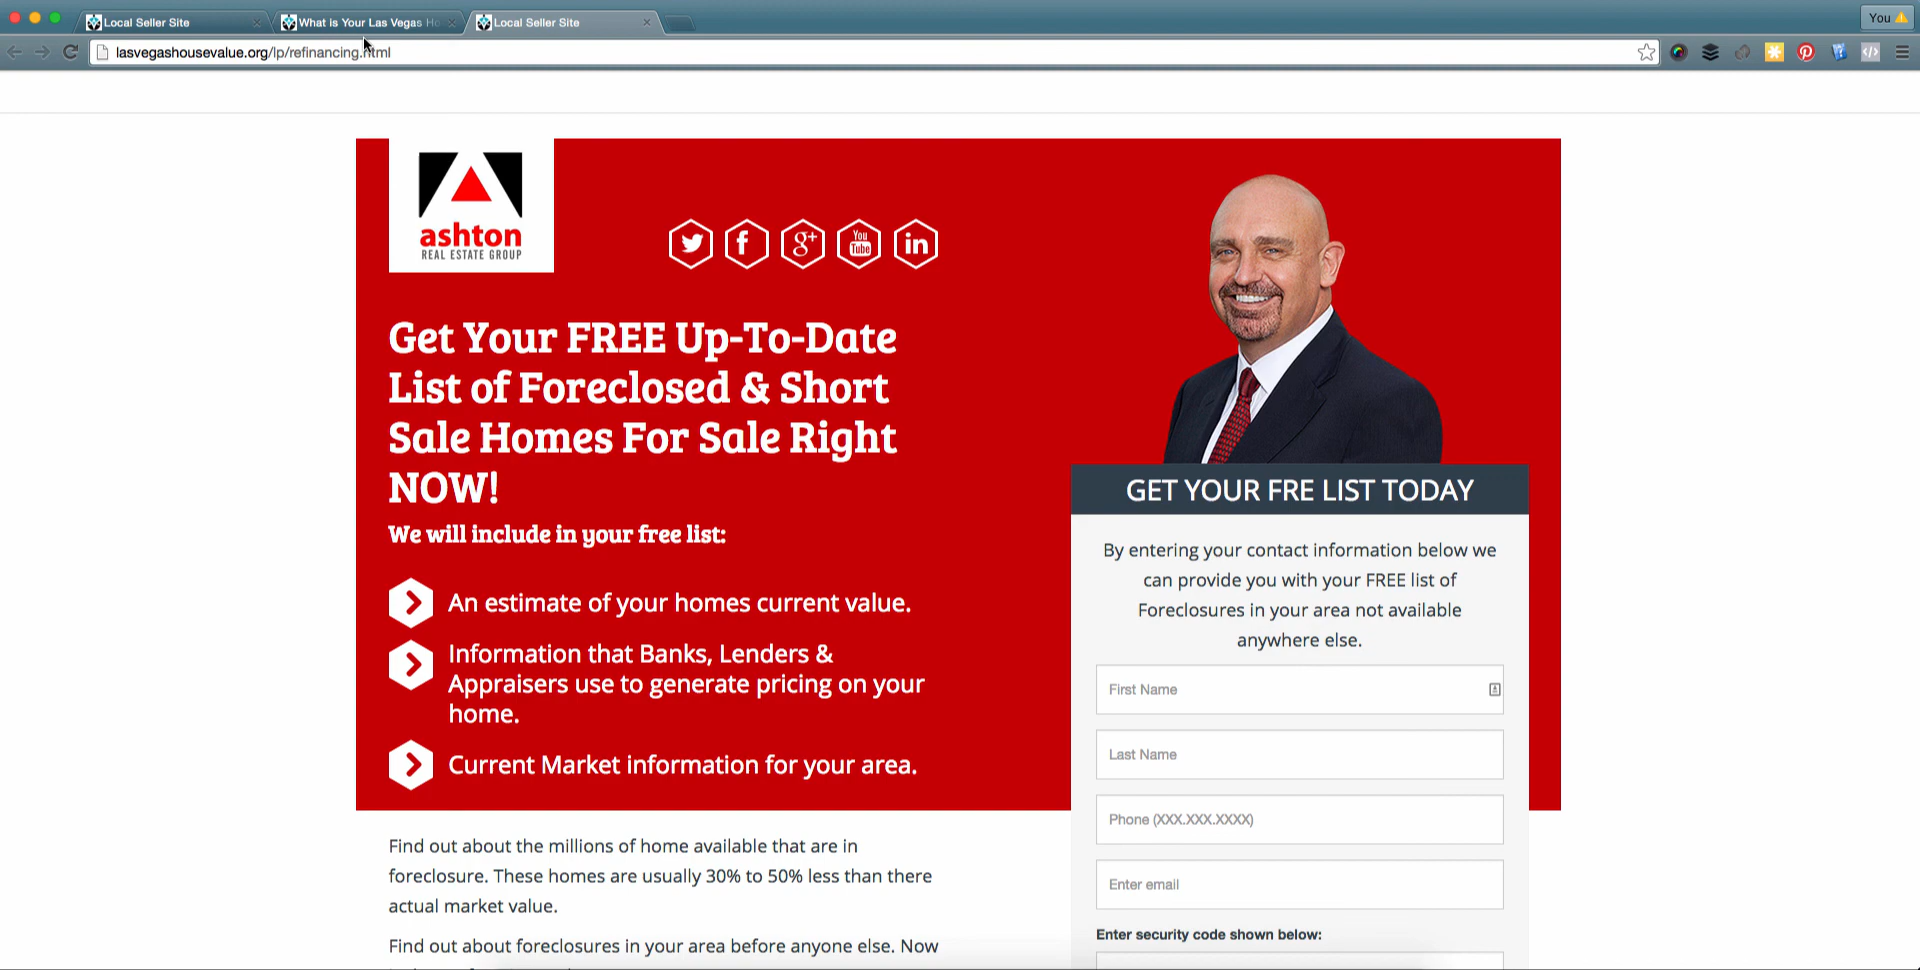 Local Seller Site
What is Your Las Vegas Ho
Local Seller Site
You
lasvegashousevalue.org/lp/refinancing.html
ashton
REAL ESTATE GROUP
You
Tube
Get Your FREE Up-To-Date
List of Foreclosed & Short
Sale Homes For Sale Right
NOW!
We will include in your free list:
An estimate of your homes current value.
Information that Banks, Lenders &
Appraisers use to generate pricing on your
home.
Current Market information for your area.
Find out about the millions of home available that are in
foreclosure. These homes are usually 30% to 50% less than there
actual market value.
Find out about foreclosures in your area before anyone else. Now
GET YOUR FRE LIST TODAY
By entering your contact information below we
can provide you with your FREE list of
Foreclosures in your area not available
anywhere else.
First Name
Last Name
Phone (XXX.XXX.XXXX)
Enter email
Enter security code shown below: